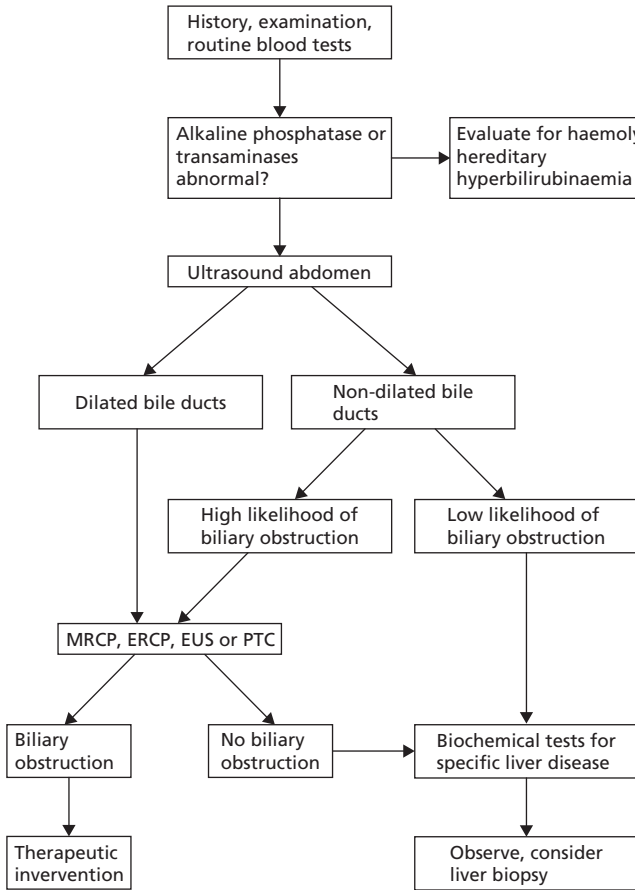 History, examination,
routine blood tests
Alkaline phosphatase or
transaminases
abnormal?
Evaluate for
hereditary
hyperbilirubinaemia
Ultrasound abdomen
Dilated bile ducts
Non-dilated bile
ducts
High likelihood of
biliary obstruction
Low likelihood of
biliary obstruction
MRCP, ERCP, EUS or PTC
Biliary
obstruction
No biliary
obstruction
Biochemical tests for
specific liver disease
Therapeutic
invervention
Observe, consider
liver biopsy